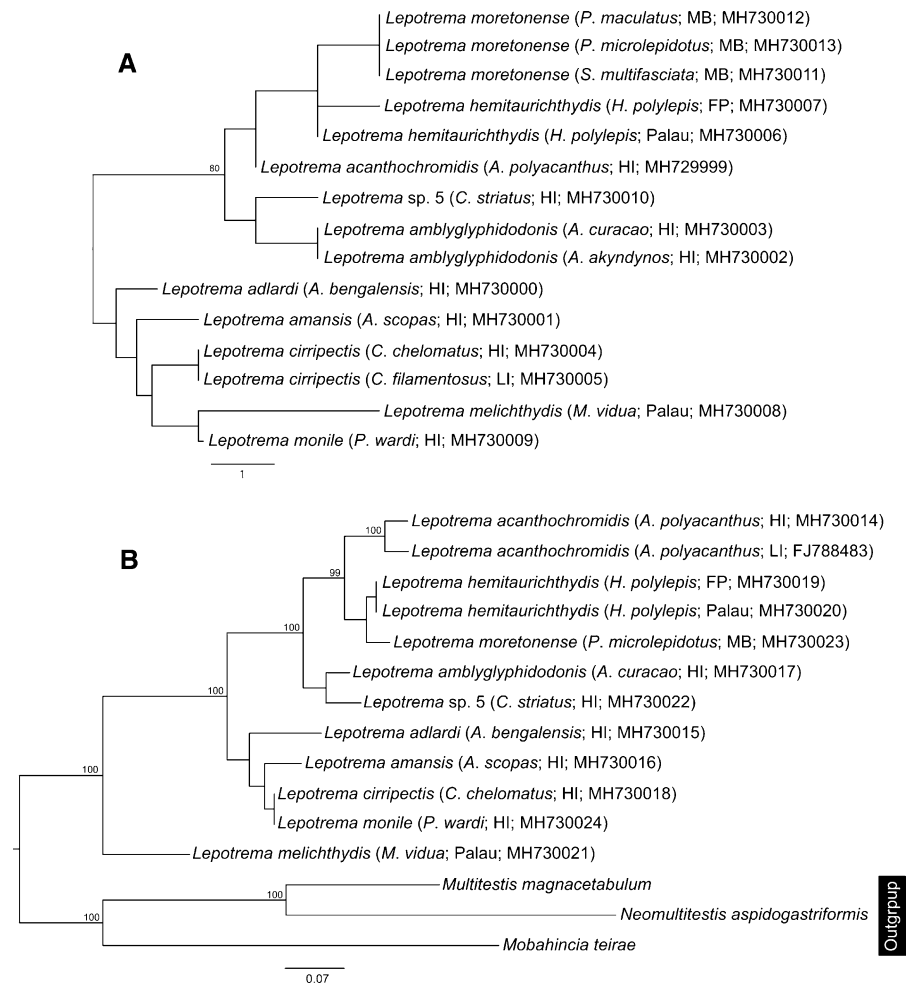 A
Lepotrema moretonense (P. maculatus; MB; MH730012)
Lepotrema moretonense (P. microlepidotus; MB; MH730013)
Lepotrema moretonense (S. multifasciata; MB; MH730011)
Lepotrema hemitaurichthydis (H. polylepis; FP; MH730007)
Lepotrema hemitaurichthydis (H. polylepis; Palau; MH730006)
80
Lepotrema acanthochromidis (A. polyacanthus; HI; MH729999)
Lepotrema sp. 5 (C. striatus; HI; MH730010)
Lepotrema amblyglyphidodonis (A. curacao; HI; MH730003)
Lepotrema amblyglyphidodonis (A. akyndynos; HI; MH730002)
Lepotrema adlardi (A. bengalensis; HI; MH730000)
Lepotrema amansis (A. scopas; HI; MH730001)
Lepotrema cirripectis (C. chelomatus; HI; MH730004)
Lepotrema cirripectis (C. filamentosus; LI; MH730005)
Lepotrema melichthydis (M. vidua; Palau; MH730008)
Lepotrema monile (P. wardi; HI; MH730009)
1
B
Lepotrema acanthochromidis (A. polyacanthus; HI; MH730014)
100
Lepotrema acanthochromidis (A. polyacanthus; LI; FJ788483)
99
Lepotrema hemitaurichthydis (H. polylepis; FP; MH730019)
Lepotrema hemitaurichthydis (H. polylepis; Palau; MH730020)
100
Lepotrema moretonense (P. microlepidotus; MB; MH730023)
Lepotrema amblyglyphidodonis (A. curacao; HI; MH730017)
100
Lepotrema sp. 5 (C. striatus; HI; MH730022)
Lepotrema adlardi (A. bengalensis; HI; MH730015)
Lepotrema amansis (A. scopas; HI; MH730016)
100
Lepotrema cirripectis (C. chelomatus; HI; MH730018)
Lepotrema monile (P. wardi; HI; MH730024)
Lepotrema melichthydis (M. vidua; Palau; MH730021)
Multitestis magnacetabulum
100
Neomultitestis aspidogastriformis
100
Mobahincia teirae
Outgrpup
0.07